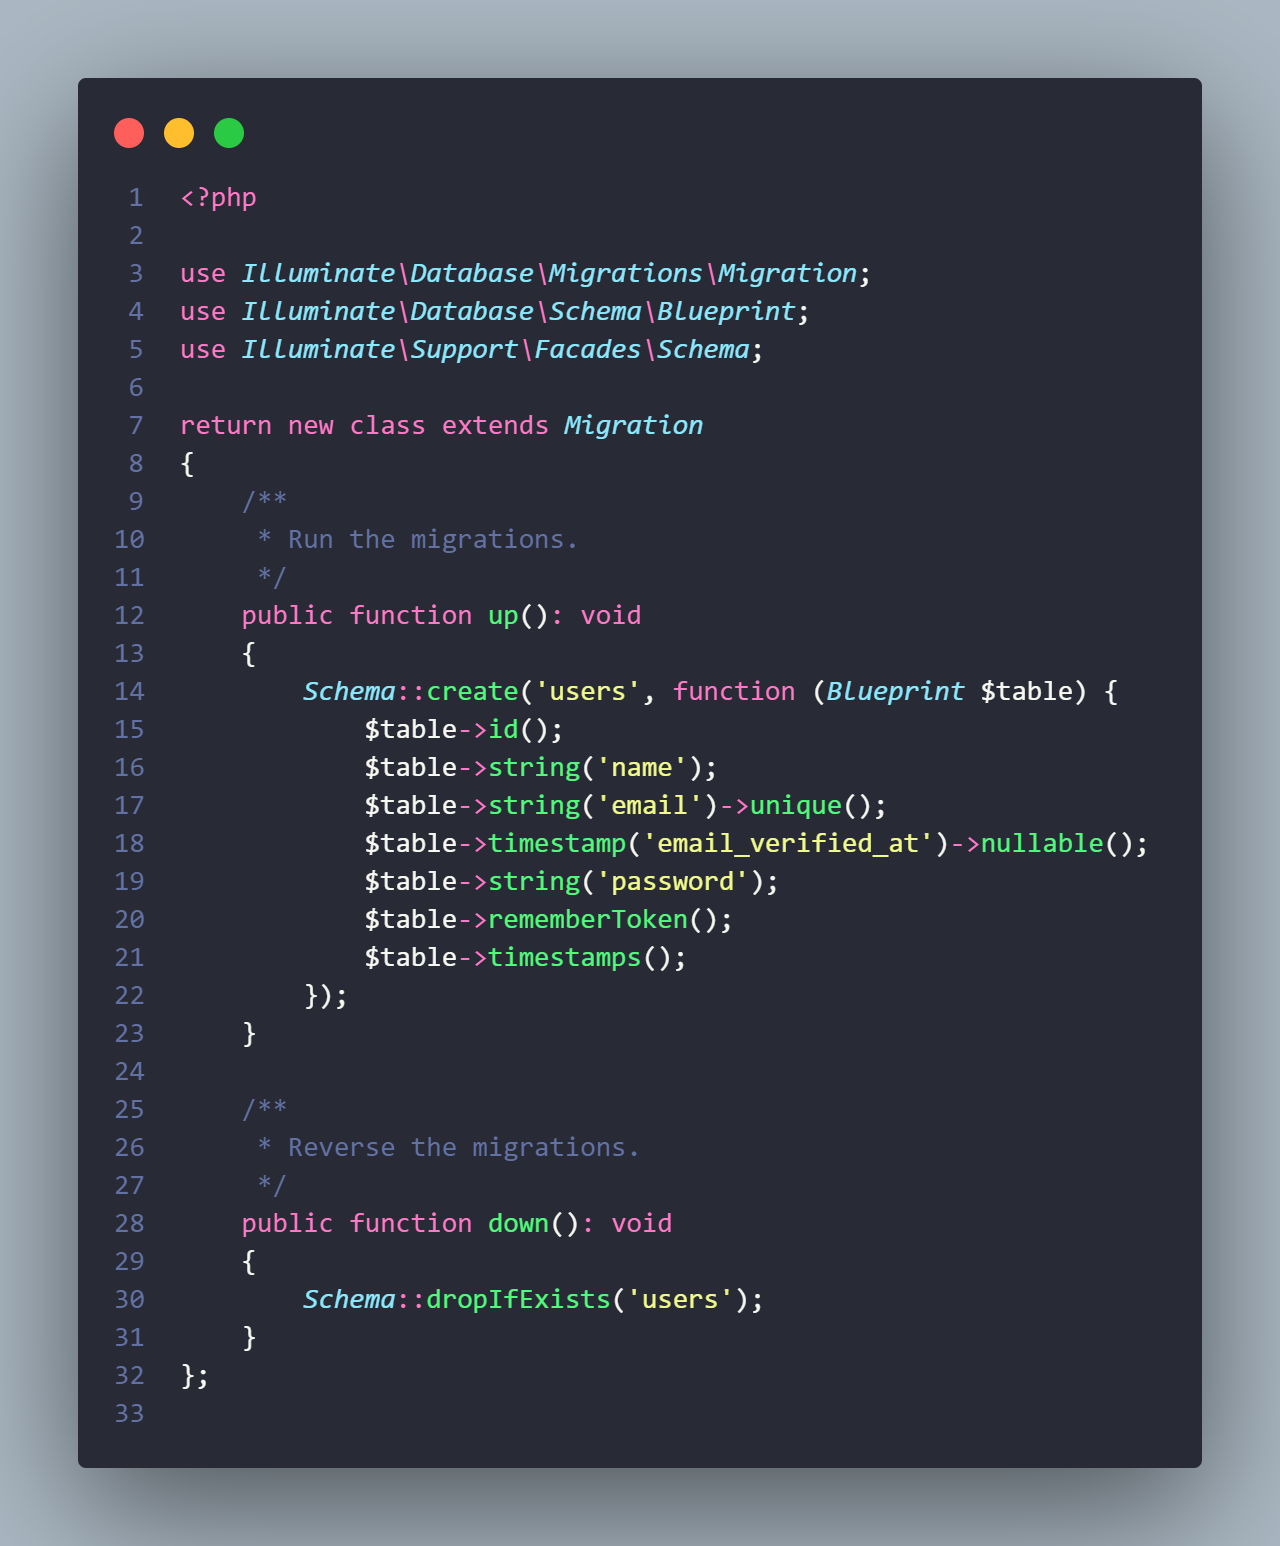 1 <?php
2
3 use Illuminate\Database\Migrations\Migration;
4 use Illuminate\Database\Schema\Blueprint;
5 use Illuminate\Support\Facades\Schema;
6
7 return new class extends Migration
8 {
9     /**
10      * Run the migrations.
11      */
12     public function up(): void
13     {
14         Schema::create('users', function (Blueprint $table) {
15             $table->id();
16             $table->string('name');
17             $table->string('email')->unique();
18             $table->timestamp('email_verified_at')->nullable();
19             $table->string('password');
20             $table->rememberToken();
21             $table->timestamps();
22         });
23     }
24
25     /**
26      * Reverse the migrations.
27      */
28     public function down(): void
29     {
30         Schema::dropIfExists('users');
31     }
32 };
33